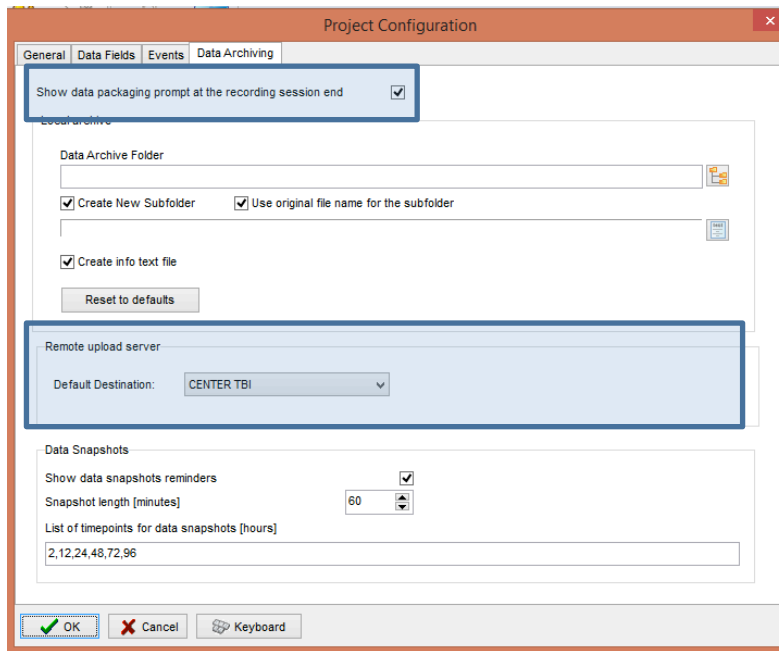 Project Configuration
General Data Fields Events Data Archiving
Show data packaging prompt at the recording session end
Local archive
Data Archive Folder
Create New Subfolder Use original file name for the subfolder
Create info text file
Reset to defaults
Remote upload server
Default Destination: CENTER TBI
Data Snapshots
Show data snapshots reminders
Snapshot length [minutes] 60
List of timepoints for data snapshots [hours]
2,12,24,48,72,96
OK Cancel Keyboard